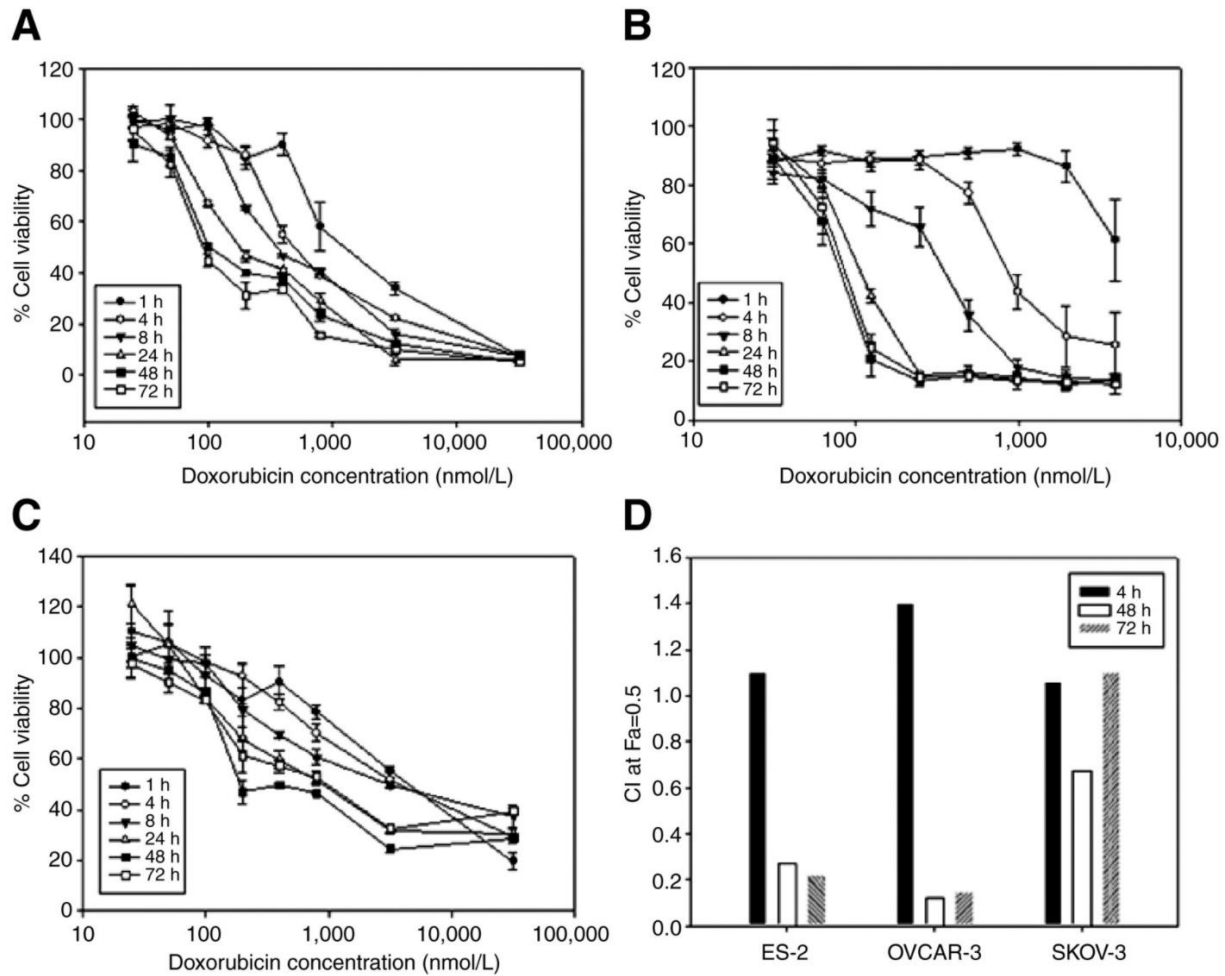 A
120
100
80
60
40
20
0
% Cell viability
1 h
4 h
8 h
24 h
48 h
72 h
10
100
1,000
10,000
100,000
Doxorubicin concentration (nmol/L)
B
120
100
80
60
40
20
0
% Cell viability
1 h
4 h
8 h
24 h
48 h
72 h
10
100
1,000
10,000
Doxorubicin concentration (nmol/L)
C
140
120
100
80
60
40
20
0
% Cell viability
1 h
4 h
8 h
24 h
48 h
72 h
10
100
1,000
10,000
100,000
Doxorubicin concentration (nmol/L)
D
1.6
1.4
1.2
1.0
0.8
0.6
0.4
0.2
0.0
CI at Fa=0.5
4 h
48 h
72 h
ES-2
OVCAR-3
SKOV-3